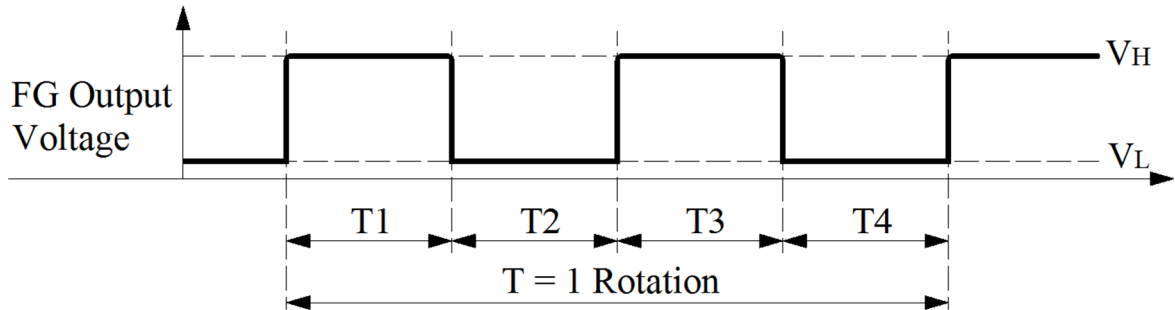 FG Output
Voltage
VH
VL
T1
T2
T3
T4
T = 1 Rotation